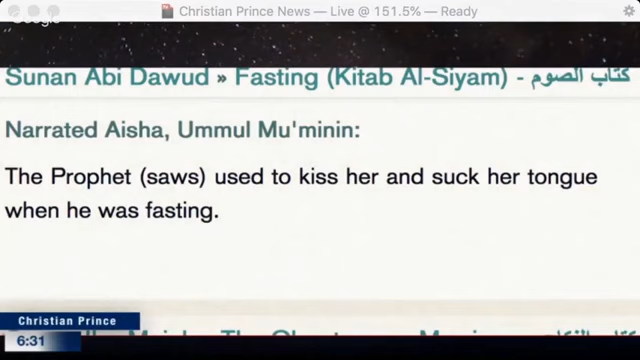 Christian Prince News — Live @ 151.5% — Ready
Google
Sunan Abi Dawud » Fasting (Kitab Al-Siyam) - كتاب الصوم
Narrated Aisha, Ummul Mu'minin:
The Prophet (saws) used to kiss her and suck her tongue
when he was fasting.
Christian Prince
6:31